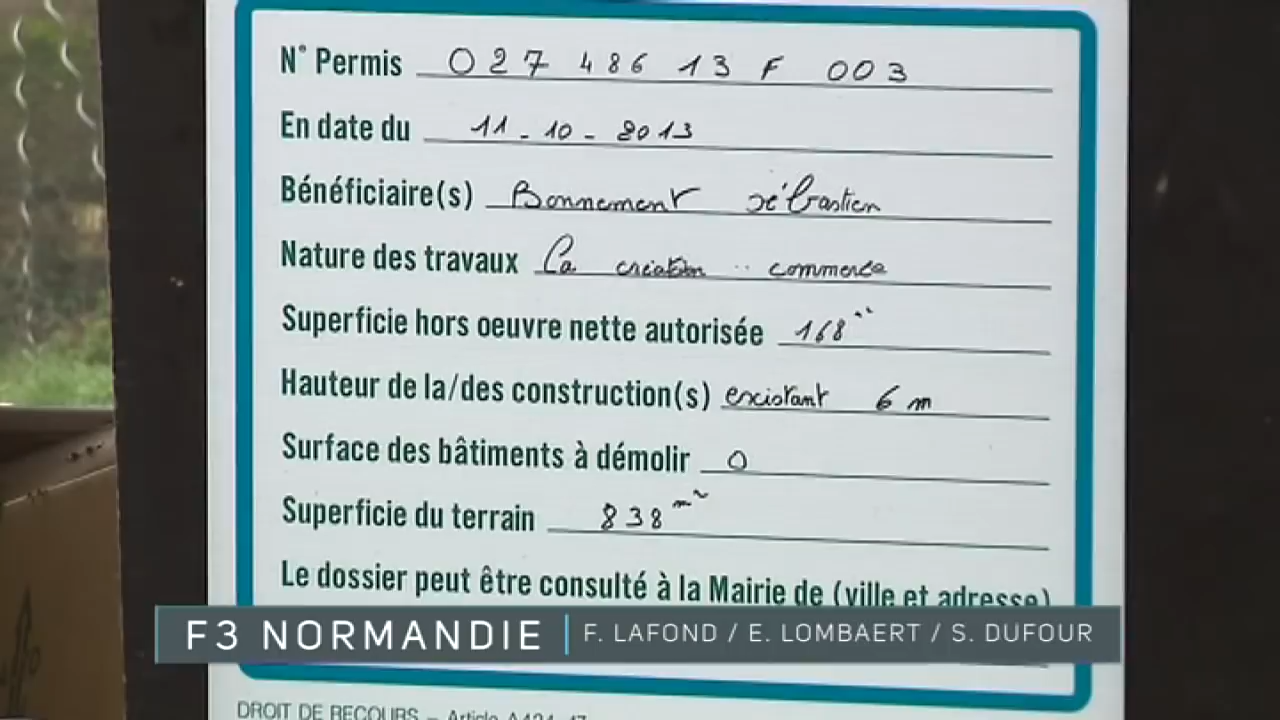 N° Permis 027 486 13 F 003
En date du 11-10-2013
Bénéficiaire(s) Bonnement Sébastien
Nature des travaux La création commerce
Superficie hors oeuvre nette autorisée 168
Hauteur de la/des construction(s) existant 6 m
Surface des bâtiments à démolir 0
Superficie du terrain 838 m²
Le dossier peut être consulté à la Mairie de (ville et adresse)
F3 NORMANDIE F. LAFOND / E. LOMBAERT / S. DUFOUR
DROIT DE RECOURS – Article